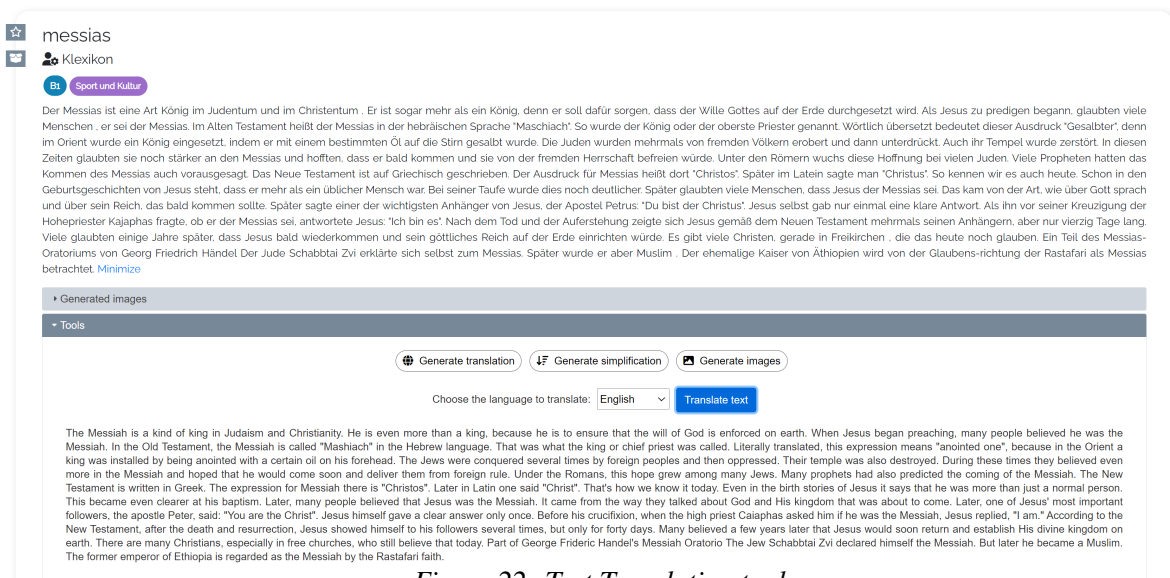 messias
Klexikon
B1 Sport und Kultur
Der Messias ist eine Art König im Judentum und im Christentum . Er ist sogar mehr als ein König, denn er soll dafür sorgen, dass der Wille Gottes auf der Erde durchgesetzt wird. Als Jesus zu predigen begann, glaubten viele
Menschen , er sei der Messias. Im Alten Testament heißt der Messias in der hebräischen Sprache "Maschiach". So wurde der König oder der oberste Priester genannt. Wörtlich übersetzt bedeutet dieser Ausdruck "Gesalbter", denn
im Orient wurde ein König eingesetzt, indem er mit einem bestimmten Öl auf die Stirn gesalbt wurde. Die Juden wurden mehrmals von fremden Völkern erobert und dann unterdrückt. Auch ihr Tempel wurde zerstört. In diesen
Zeiten glaubten sie noch stärker an den Messias und hofften, dass er bald kommen und sie von der fremden Herrschaft befreien würde. Unter den Römern wuchs diese Hoffnung bei vielen Juden. Viele Propheten hatten das
Kommen des Messias auch vorausgesagt. Das Neue Testament ist auf Griechisch geschrieben. Der Ausdruck für Messias heißt dort "Christos". Später im Latein sagte man "Christus". So kennen wir es auch heute. Schon in den
Geburtsgeschichten von Jesus steht, dass er mehr als ein üblicher Mensch war. Bei seiner Taufe wurde dies noch deutlicher. Später glaubten viele Menschen, dass Jesus der Messias sei. Das kam von der Art, wie über Gott sprach
und über sein Reich, das bald kommen sollte. Später sagte einer der wichtigsten Anhänger von Jesus, der Apostel Petrus: "Du bist der Christus". Jesus selbst gab nur einmal eine klare Antwort. Als ihn vor seiner Kreuzigung der
Hohepriester Kajaphas fragte, ob er der Messias sei, antwortete Jesus: "Ich bin es". Nach dem Tod und der Auferstehung zeigte sich Jesus gemäß dem Neuen Testament mehrmals seinen Anhängern, aber nur vierzig Tage lang.
Viele glaubten einige Jahre später, dass Jesus bald wiederkommen und sein göttliches Reich auf der Erde einrichten würde. Es gibt viele Christen, gerade in Freikirchen , die das heute noch glauben. Ein Teil des Messias-
Oratoriums von Georg Friedrich Händel Der Jude Schabbtai Zvi erklärte sich selbst zum Messias. Später wurde er aber Muslim . Der ehemalige Kaiser von Äthiopien wird von der Glaubens-richtung der Rastafari als Messias
betrachtet. Minimize
Generated images
Tools
Generate translation Generate simplification Generate images
Choose the language to translate: English Translate text
The Messiah is a kind of king in Judaism and Christianity. He is even more than a king, because he is to ensure that the will of God is enforced on earth. When Jesus began preaching, many people believed he was the
Messiah. In the Old Testament, the Messiah is called "Mashiach" in the Hebrew language. That was what the king or chief priest was called. Literally translated, this expression means "anointed one", because in the Orient a
king was installed by being anointed with a certain oil on his forehead. The Jews were conquered several times by foreign peoples and then oppressed. Their temple was also destroyed. During these times they believed even
more in the Messiah and hoped that he would come soon and deliver them from foreign rule. Under the Romans, this hope grew among many Jews. Many prophets had also predicted the coming of the Messiah. The New
Testament is written in Greek. The expression for Messiah there is "Christos". Later in Latin one said "Christ". That's how we know it today. Even in the birth stories of Jesus it says that he was more than just a normal person.
This became even clearer at his baptism. Later, many people believed that Jesus was the Messiah. It came from the way they talked about God and His kingdom that was about to come. Later, one of Jesus' most important
followers, the apostle Peter, said: "You are the Christ". Jesus himself gave a clear answer only once. Before his crucifixion, when the high priest Caiaphas asked him if he was the Messiah, Jesus replied, "I am." According to the
New Testament, after the death and resurrection, Jesus showed himself to his followers several times, but only for forty days. Many believed a few years later that Jesus would soon return and establish His divine kingdom on
earth. There are many Christians, especially in free churches, who still believe that today. Part of George Frideric Handel's Messiah Oratorio The Jew Schabbtai Zvi declared himself the Messiah. But later he became a Muslim.
The former emperor of Ethiopia is regarded as the Messiah by the Rastafari faith.